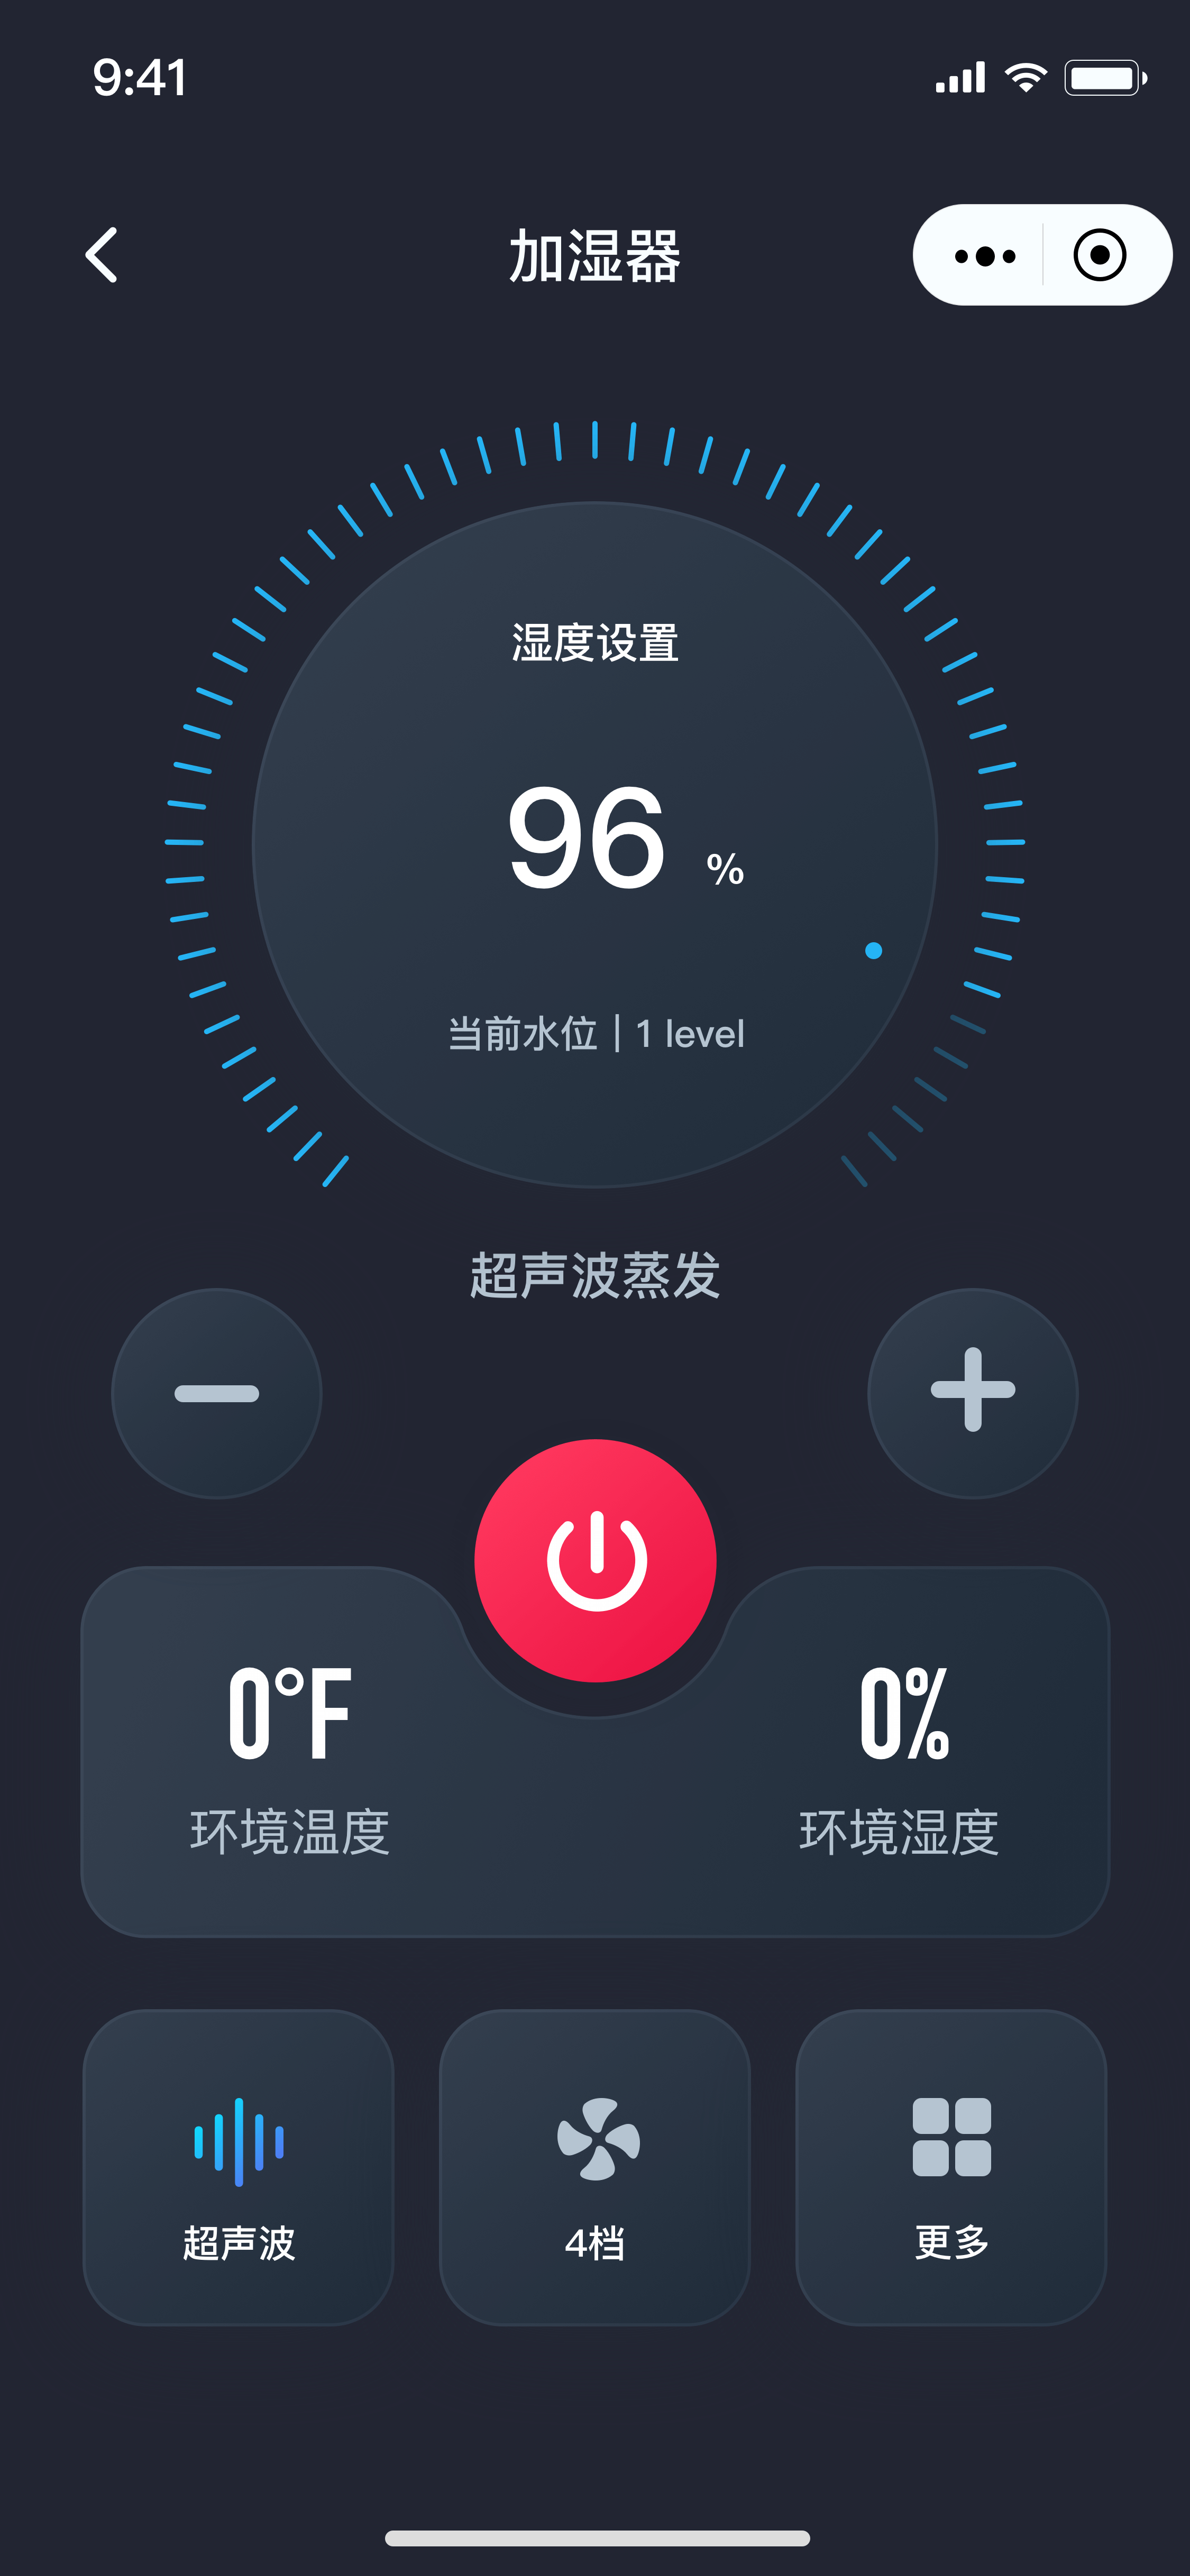 9:41
加湿器
湿度设置
96 %
当前水位 | 1 level
超声波蒸发
0°F
环境温度
0%
环境湿度
超声波
4档
更多